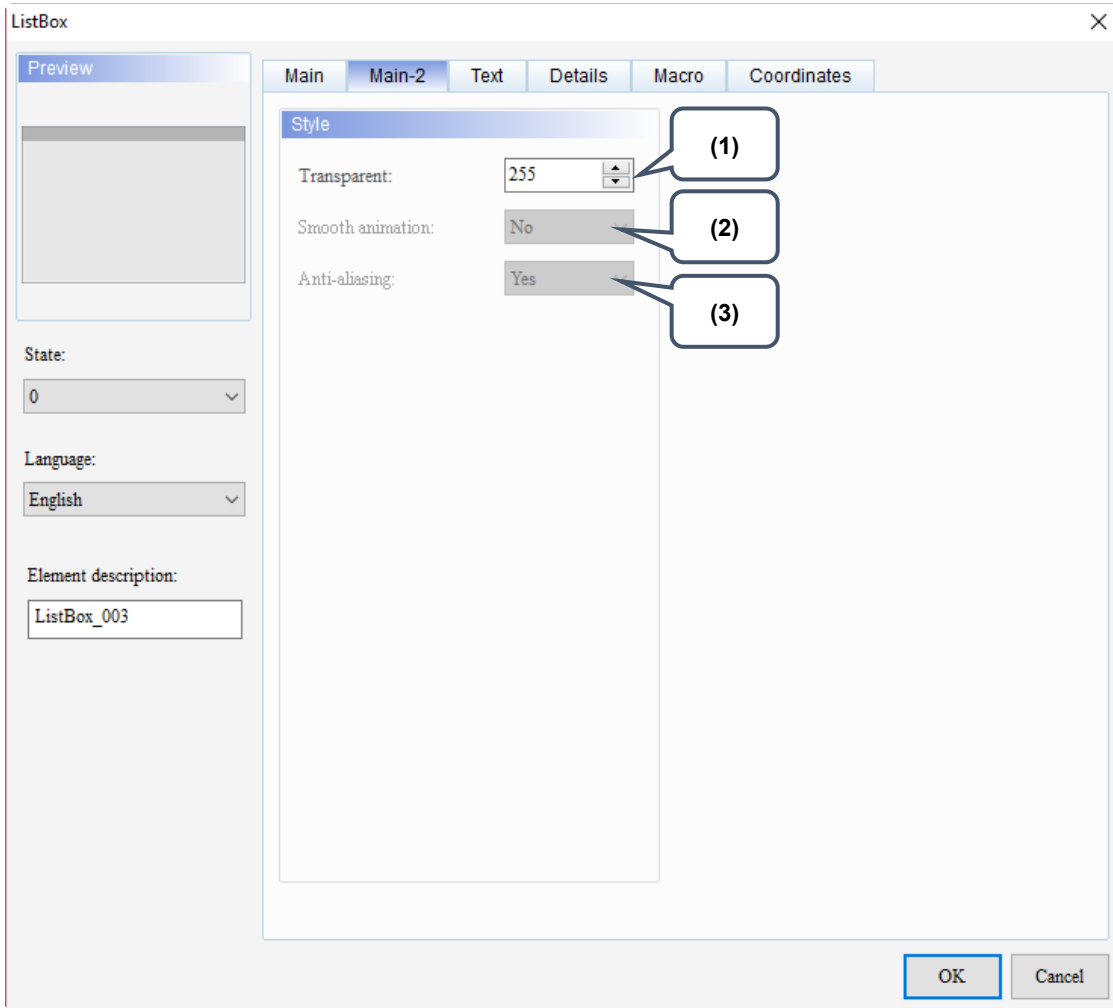 ListBox
Preview
Main Main-2 Text Details Macro Coordinates
Style
Transparent: 255 (1)
Smooth animation: No (2)
Anti-aliasing: Yes (3)
State:
0
Language:
English
Element description:
ListBox_003
OK Cancel